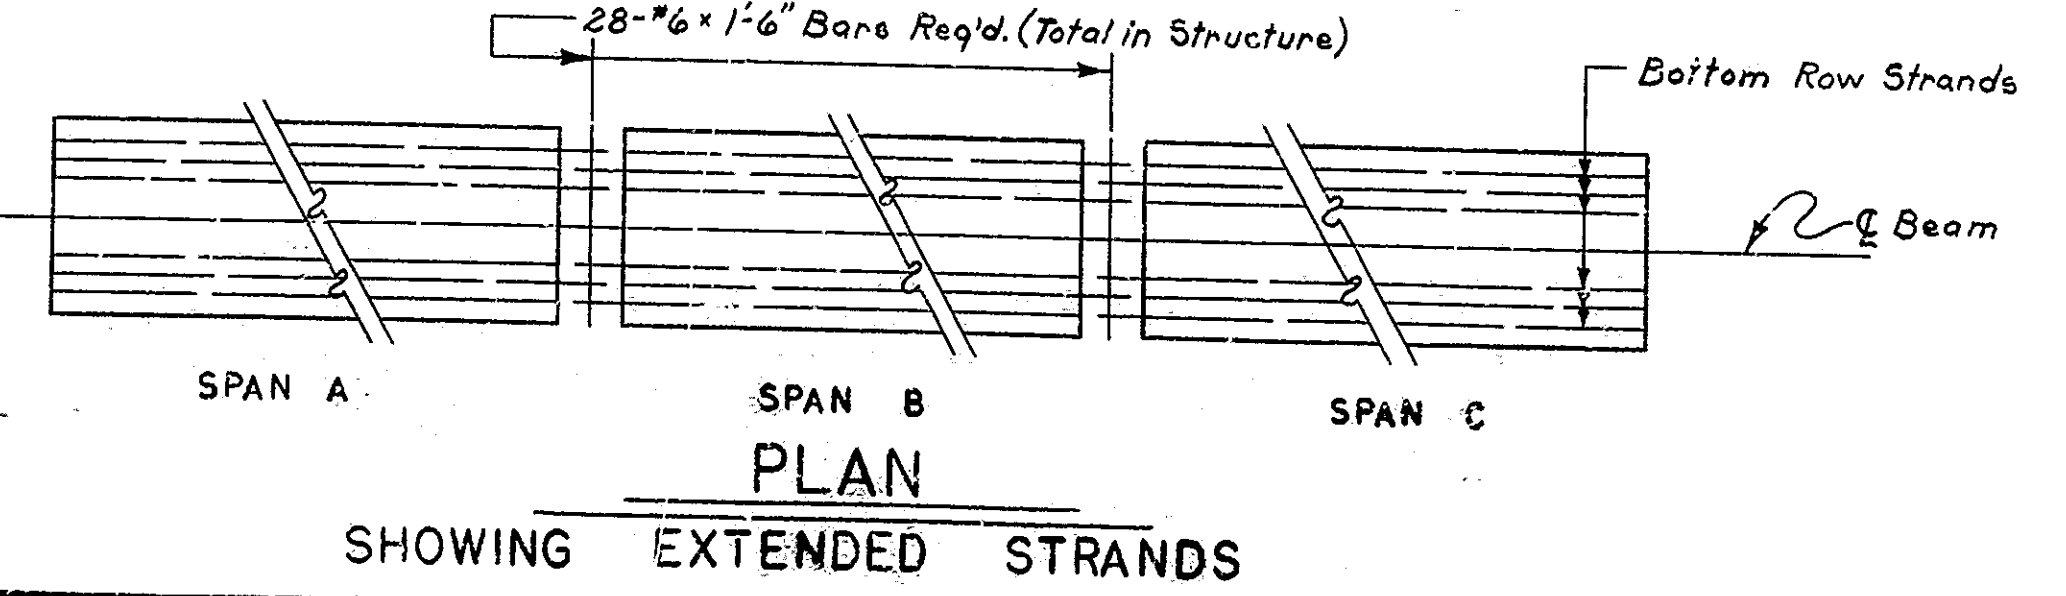 28-#6 x 1'-6" Bars Req'd. (Total in Structure)
Bottom Row Strands
℄ Beam
SPAN A
SPAN B
SPAN C
PLAN
SHOWING EXTENDED STRANDS